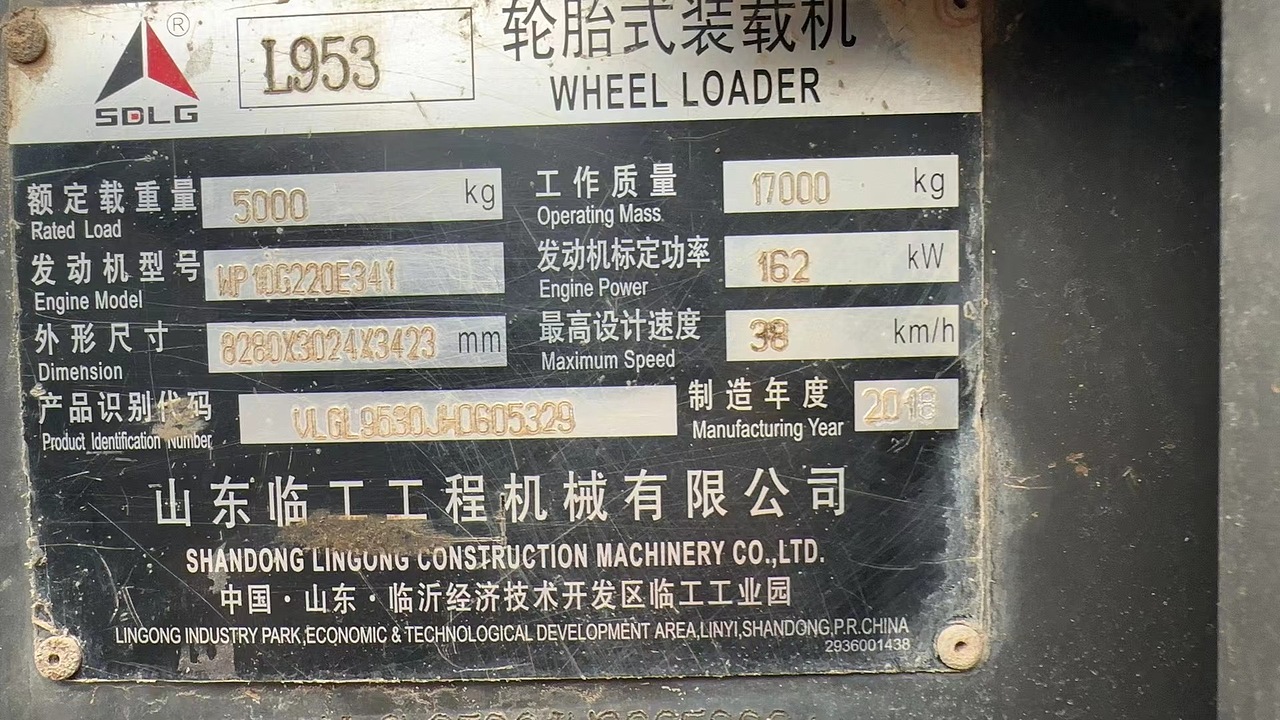 ® SDLG L953 轮胎式装载机
WHEEL LOADER
额定载重量 5000 kg 工作质量 17000 kg
Rated Load Operating Mass
发动机型号 WP10G220E341 发动机标定功率 162 kW
Engine Model Engine Power
外形尺寸 8280X3024X3423 mm 最高设计速度 38 km/h
Dimension Maximum Speed
产品识别代码 VLGL9530JH0605329 制造年度 2018
Product Identification Number Manufacturing Year
山东临工工程机械有限公司
SHANDONG LINGONG CONSTRUCTION MACHINERY CO.,LTD.
中国·山东·临沂经济技术开发区临工工业园
LINGONG INDUSTRY PARK,ECONOMIC & TECHNOLOGICAL DEVELOPMENT AREA,LINYI,SHANDONG,P.R.CHINA
2936001438